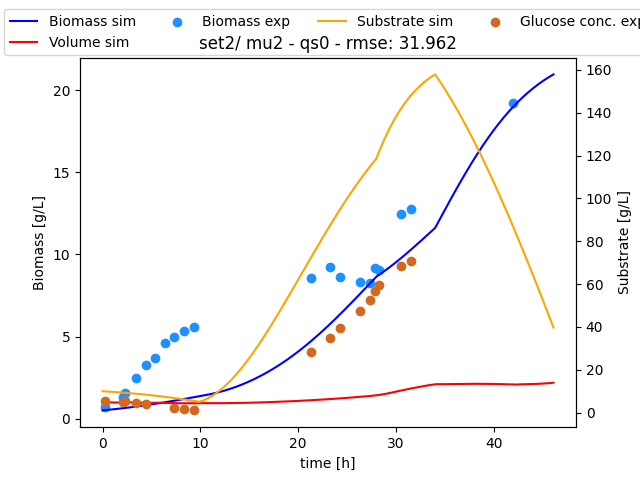 Biomass sim
Biomass exp
Substrate sim
Glucose conc. exp
Volume sim
set2/ mu2 - qs0 - rmse: 31.962
Biomass [g/L]
20
15
10
5
0
160
140
120
100
80
60
40
20
0
Substrate [g/L]
0
10
20
30
40
time [h]